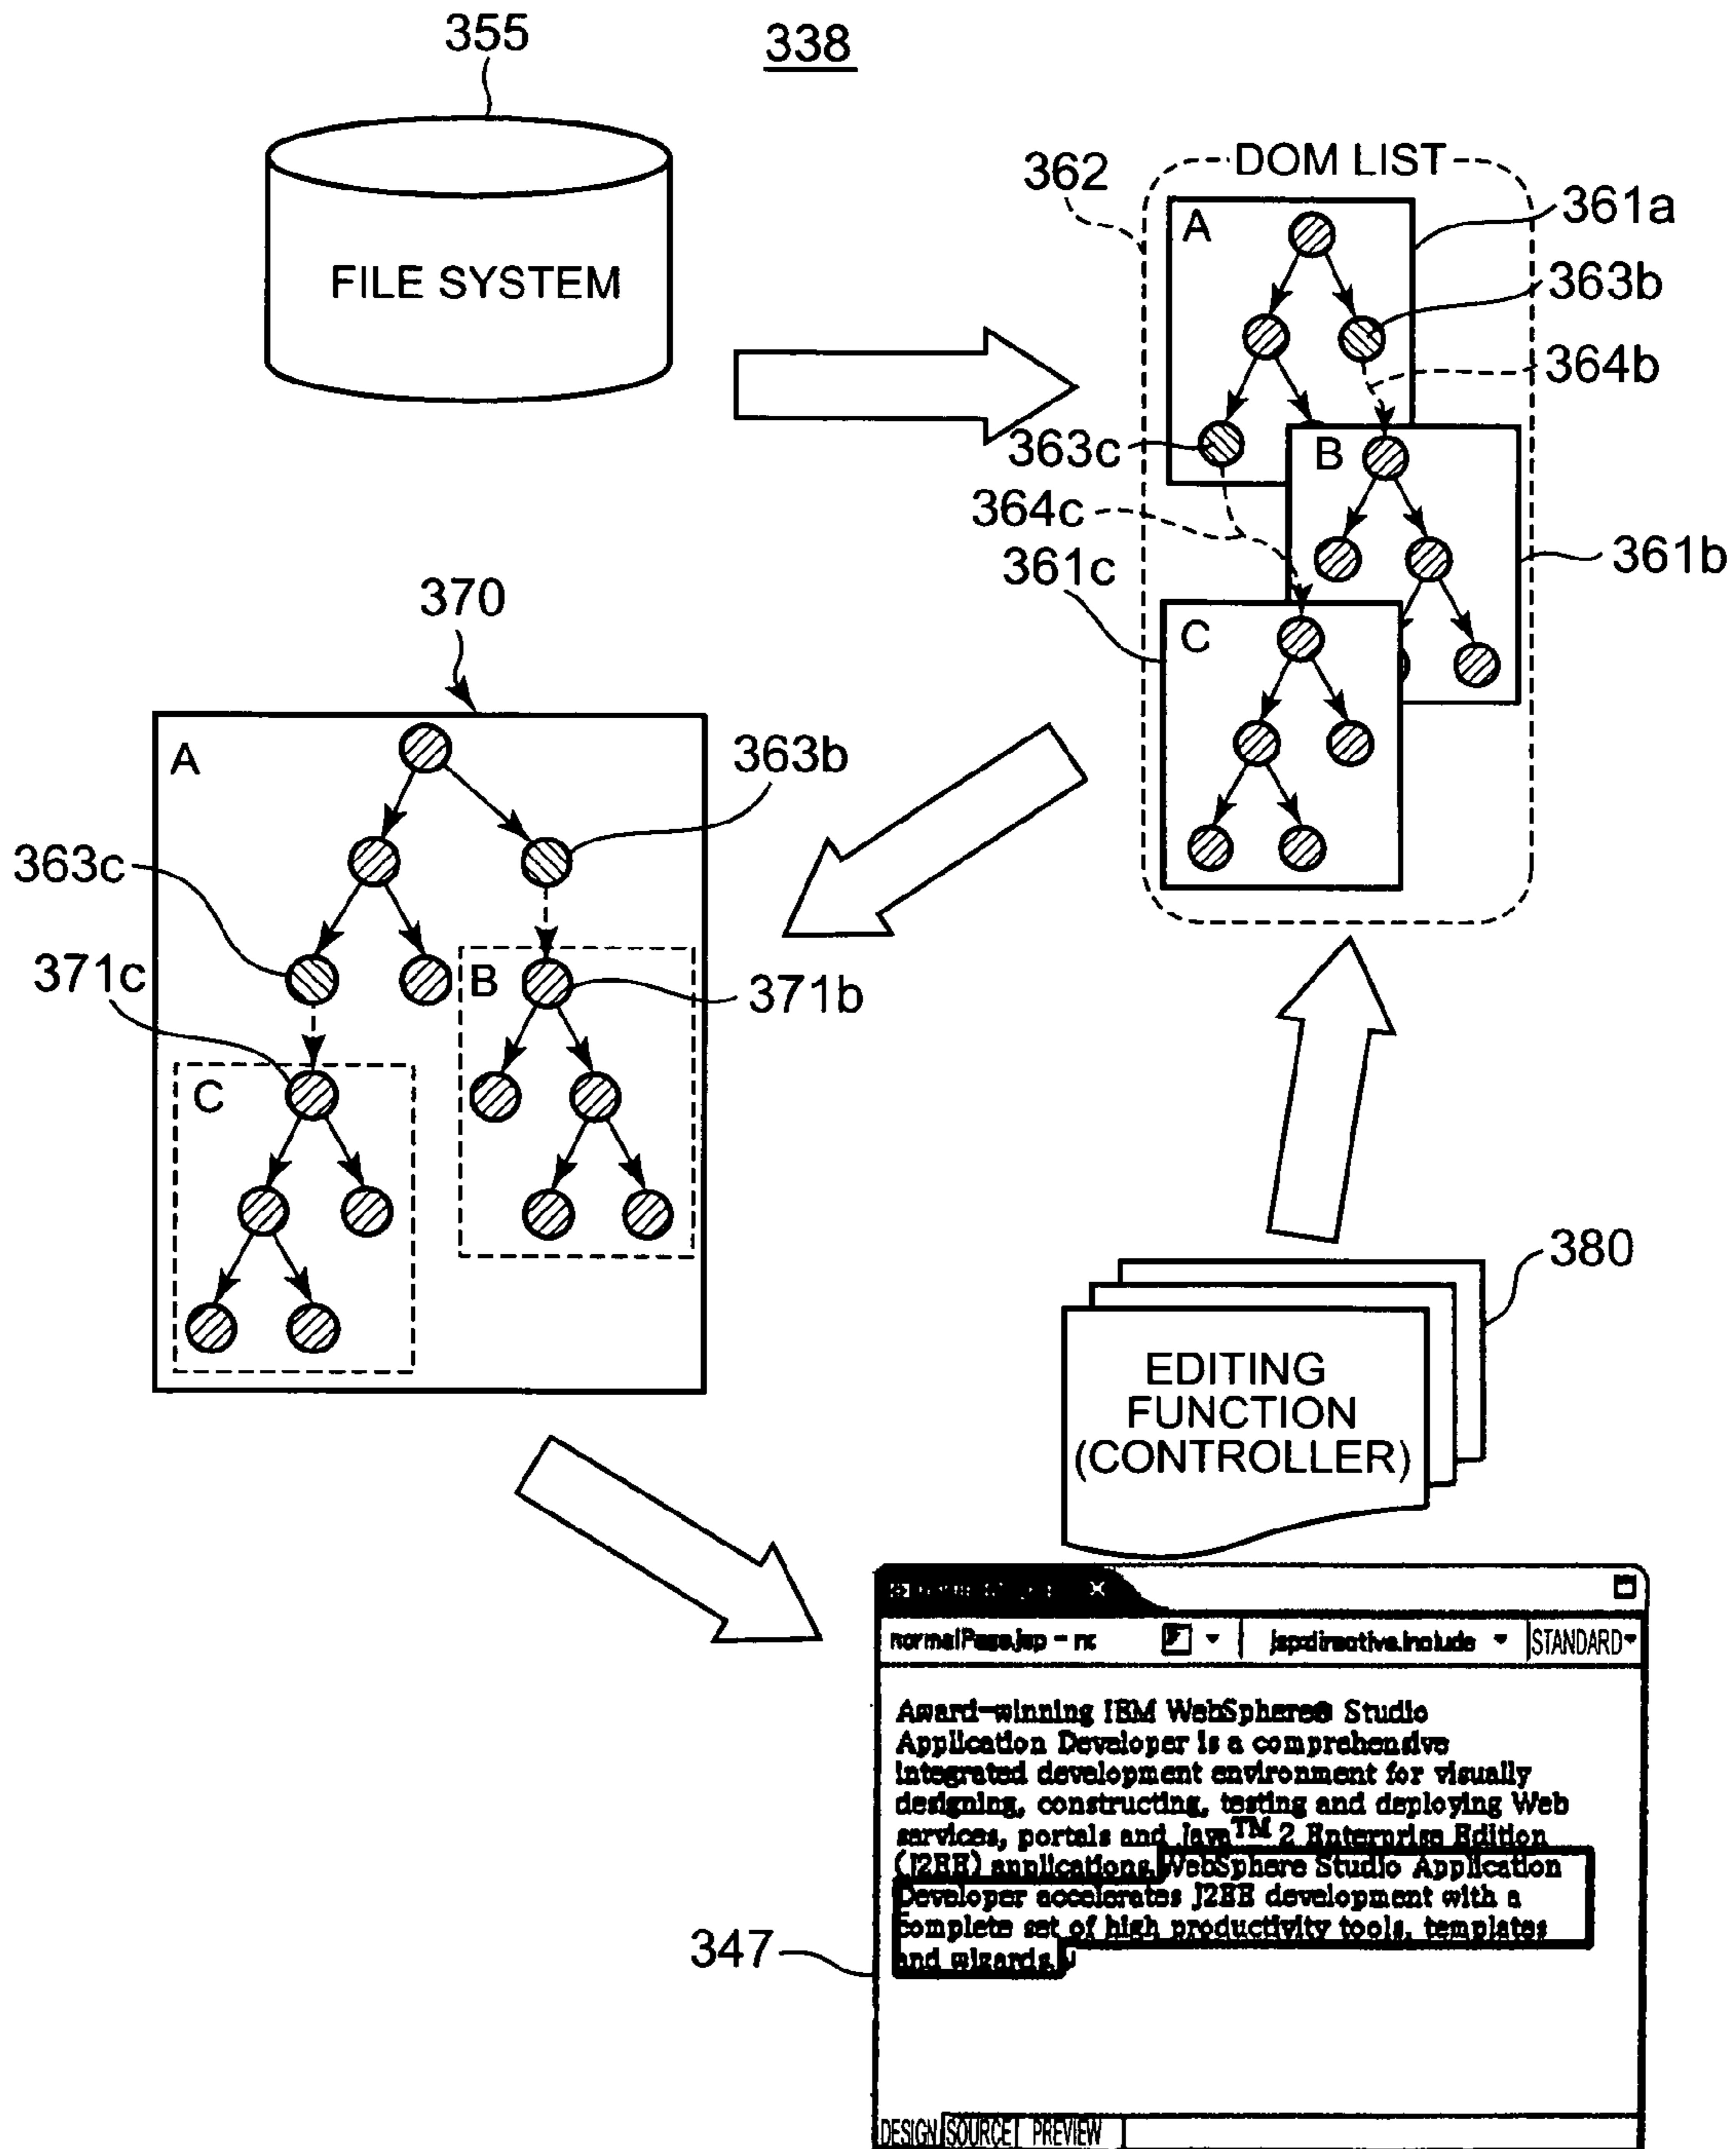 355
338
FILE SYSTEM
DOM LIST
362
361a
A
363b
364b
363c
B
364c
361c
361b
C
370
A
363b
363c
371c
B
371b
C
380
EDITING
FUNCTION
(CONTROLLER)
normalPage.jsp -
jsp:directive.include
STANDARD
Award-winning IBM WebSphere® Studio
Application Developer is a comprehensive
integrated development environment for visually
designing, constructing, testing and deploying Web
services, portals and Java™ 2 Enterprise Edition
(J2EE) applications. WebSphere Studio Application
Developer accelerates J2EE development with a
complete set of high productivity tools, templates
and wizards.
347
DESIGN SOURCE PREVIEW